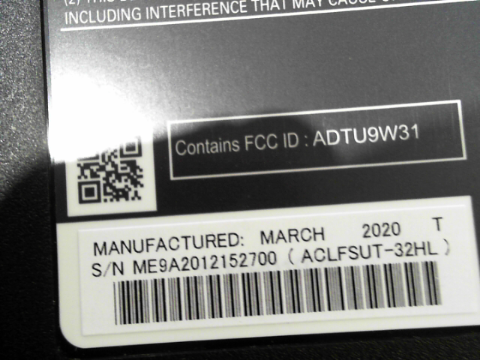 INCLUDING INTERFERENCE THAT MAY CAUSE
Contains FCC ID : ADTU9W31
MANUFACTURED: MARCH 2020 T
S/N ME9A2012152700 ( ACLFSUT-32HL )